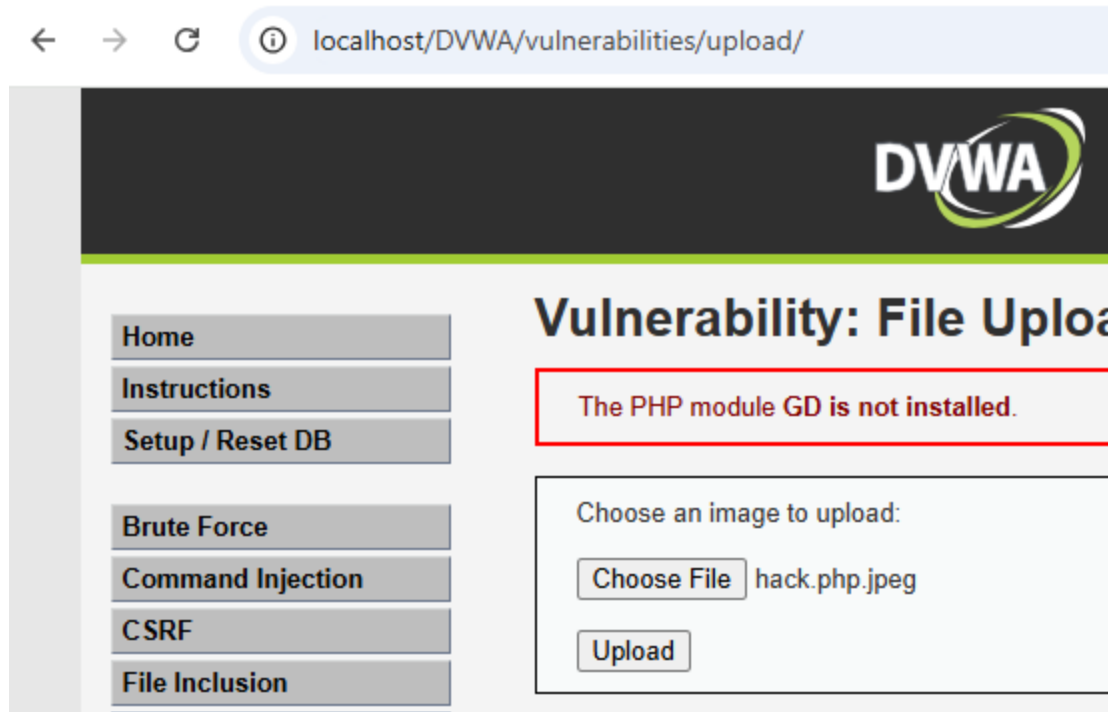 localhost/DVWA/vulnerabilities/upload/
DVWA
Home
Instructions
Setup / Reset DB
Brute Force
Command Injection
CSRF
File Inclusion
Vulnerability: File Uploa
The PHP module GD is not installed.
Choose an image to upload:
Choose File hack.php.jpeg
Upload